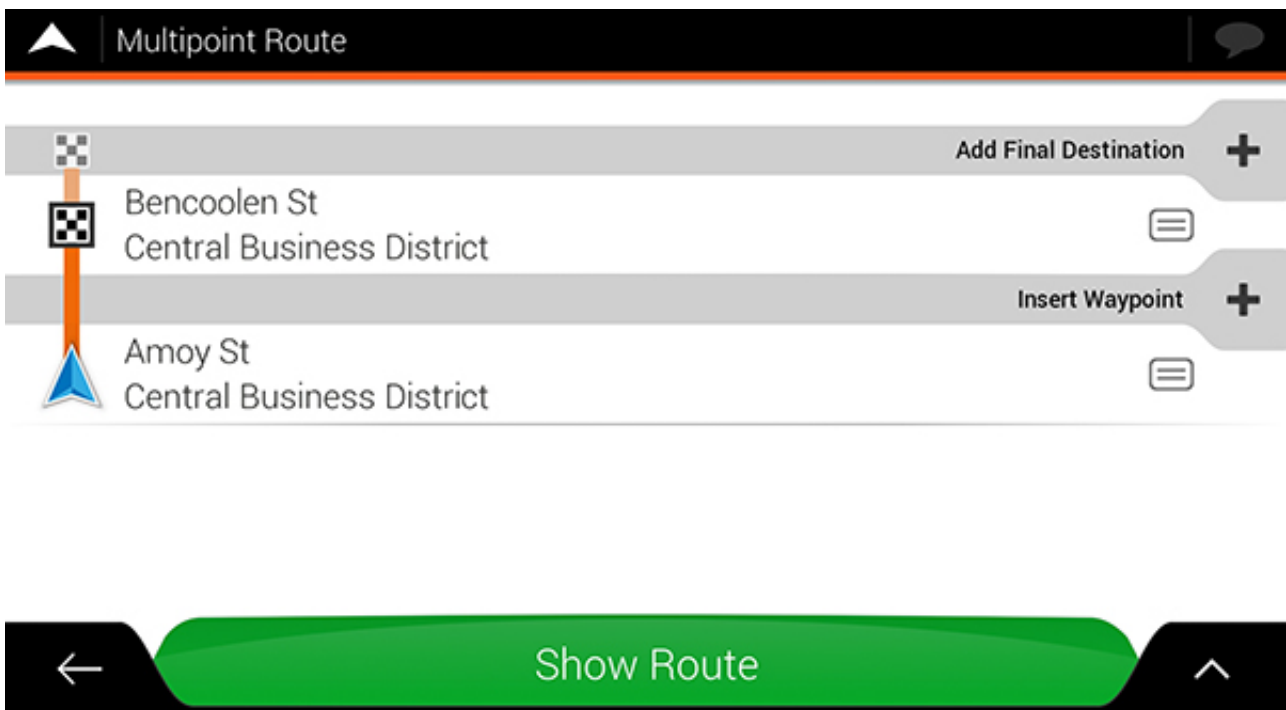 Multipoint Route
Add Final Destination
Bencoolen St
Central Business District
Insert Waypoint
Amoy St
Central Business District
Show Route